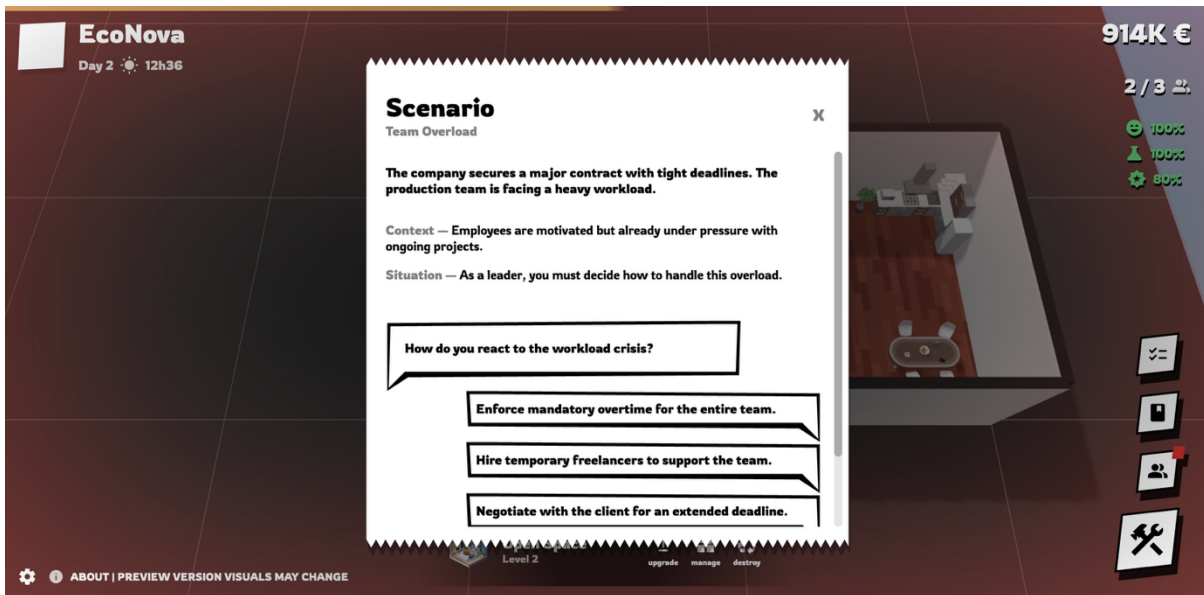 EcoNova
Day 2 12h36
914K €
2 / 3
100%
100%
80%
Scenario
X
Team Overload
The company secures a major contract with tight deadlines. The
production team is facing a heavy workload.
Context — Employees are motivated but already under pressure with
ongoing projects.
Situation — As a leader, you must decide how to handle this overload.
How do you react to the workload crisis?
Enforce mandatory overtime for the entire team.
Hire temporary freelancers to support the team.
Negotiate with the client for an extended deadline.
Level 2
upgrade manage destroy
ABOUT | PREVIEW VERSION VISUALS MAY CHANGE